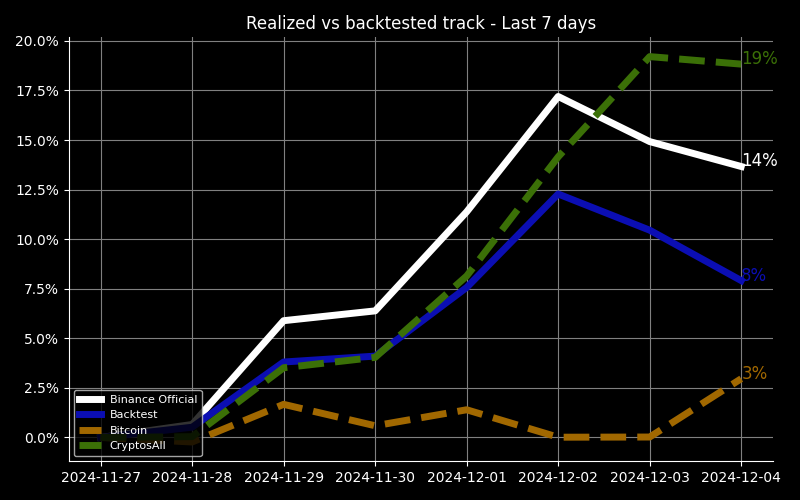 Realized vs backtested track - Last 7 days
20.0%
17.5%
15.0%
12.5%
10.0%
7.5%
5.0%
2.5%
0.0%
19%
14%
8%
3%
Binance Official
Backtest
Bitcoin
CryptosAll
2024-11-27 2024-11-28 2024-11-29 2024-11-30 2024-12-01 2024-12-02 2024-12-03 2024-12-04